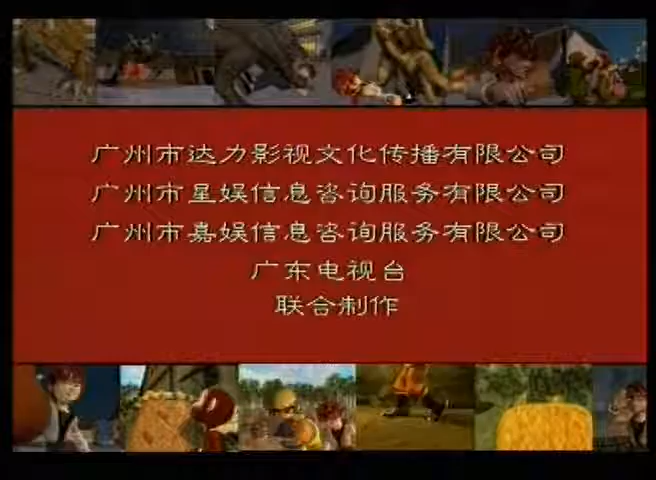 广州市达力影视文化传播有限公司
广州市星娱信息咨询服务有限公司
广州市嘉娱信息咨询服务有限公司
广东电视台
联合制作